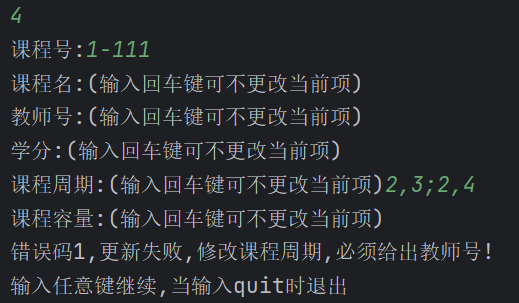 4
课程号:1-111
课程名:(输入回车键可不更改当前项)
教师号:(输入回车键可不更改当前项)
学分:(输入回车键可不更改当前项)
课程周期:(输入回车键可不更改当前项)2,3;2,4
课程容量:(输入回车键可不更改当前项)
错误码1,更新失败,修改课程周期,必须给出教师号!
输入任意键继续,当输入quit时退出